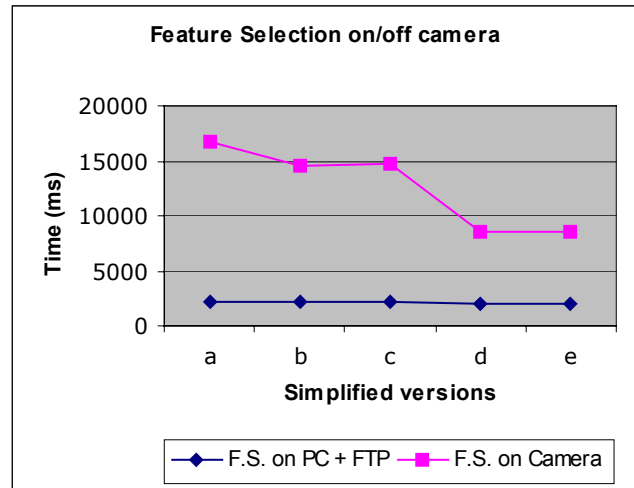 Feature Selection on/off camera
20000
15000
10000
5000
0
Time (ms)
a b c d e
Simplified versions
F.S. on PC + FTP F.S. on Camera